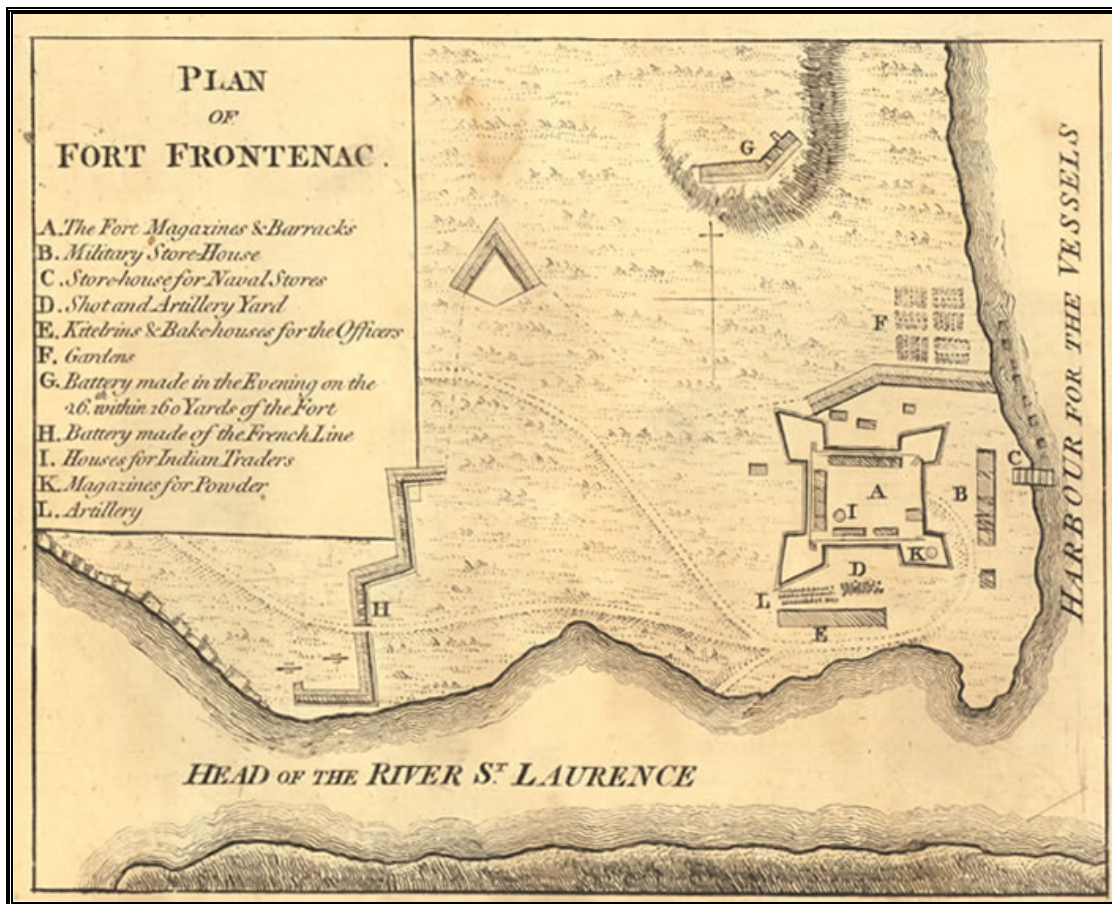 PLAN
OF
FORT FRONTENAC.
A. The Fort Magazines & Barracks
B. Military Store-House
C. Store-house for Naval Stores
D. Shot and Artillery Yard
E. Kitelrins & Bakehouses for the Officers
F. Gardens
G. Battery made in the Evening on the
26.th within 160 Yards of the Fort
H. Battery made of the French Line
I. Houses for Indian Traders
K. Magazines for Powder
L. Artillery
G
F
C
HARBOUR FOR THE VESSELS
A
B
I
K
D
L
H
E
HEAD OF THE RIVER S.T LAURENCE